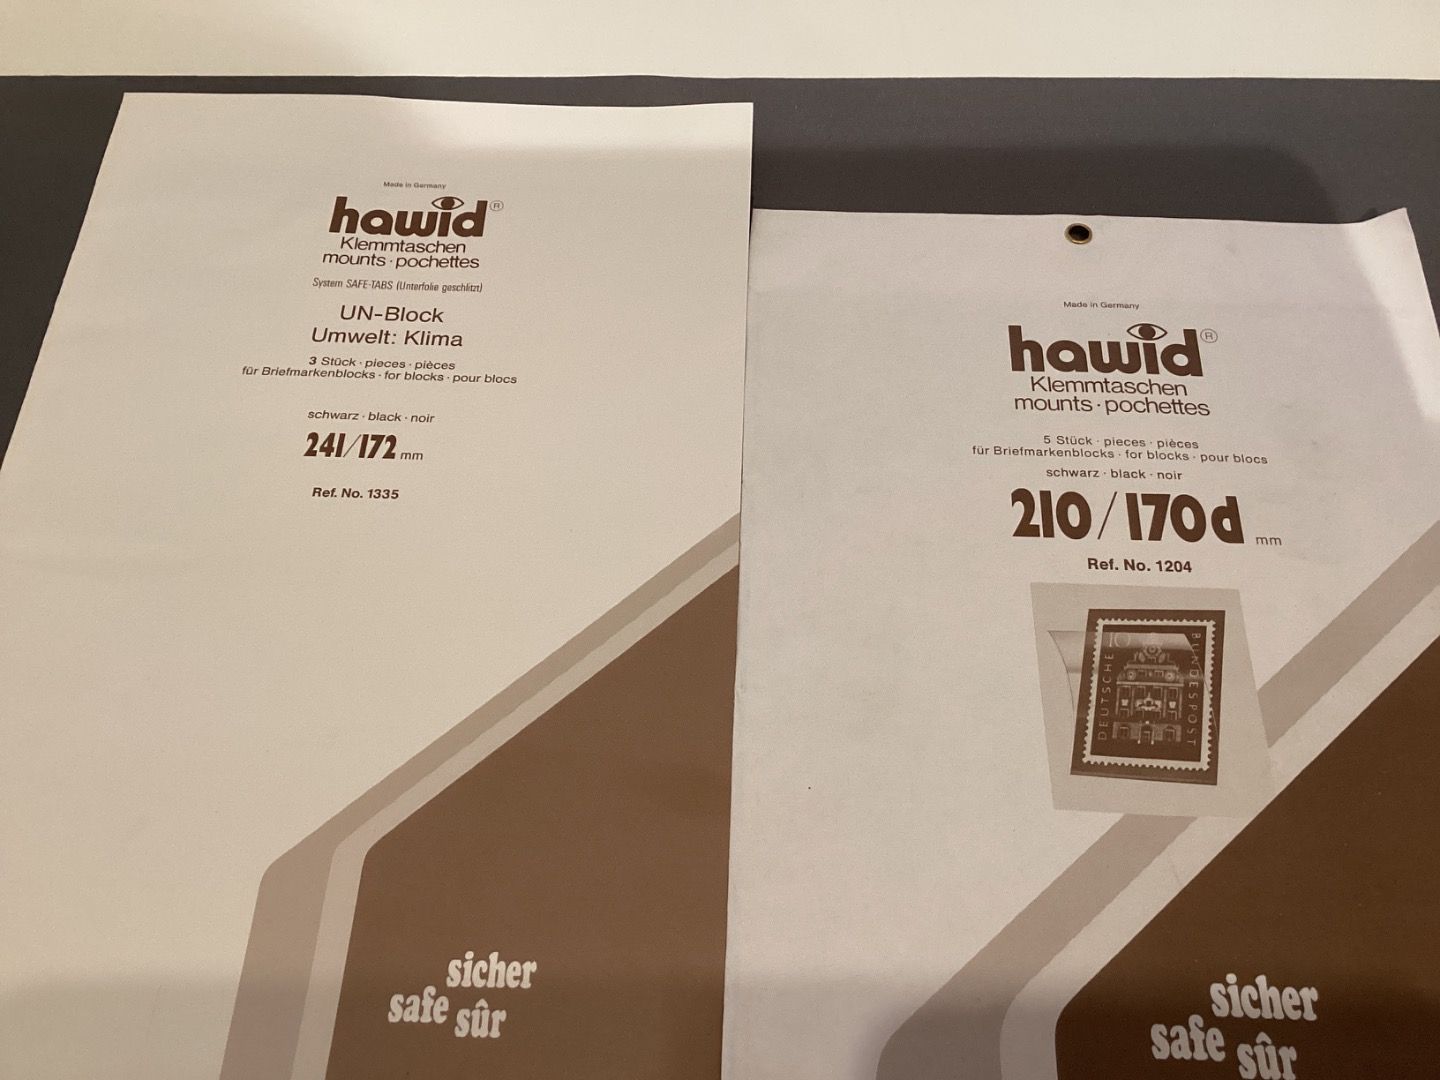 Made in Germany
hawid®
Klemmtaschen
mounts · pochettes
System SAFE-TABS (Unterfolie geschlitzt)
UN-Block
Umwelt: Klima
3 Stück · pieces · pièces
für Briefmarkenblocks · for blocks · pour blocs
schwarz · black · noir
241/172 mm
Ref. No. 1335
sicher
safe
sûr
Made in Germany
hawid®
Klemmtaschen
mounts · pochettes
5 Stück · pieces · pièces
für Briefmarkenblocks · for blocks · pour blocs
schwarz · black · noir
210/170d mm
Ref. No. 1204
10
DEUTSCHE
BUNDESPOST
sicher
safe
sûr